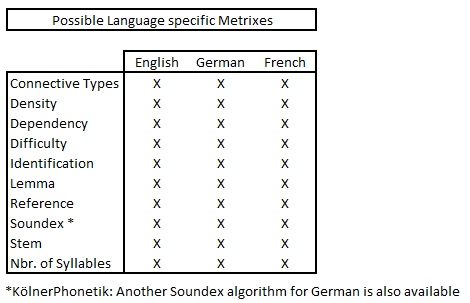 Possible Language specific Metrixes
English German French
Connective Types X X X
Density X X X
Dependency X X X
Difficulty X X X
Identification X X X
Lemma X X X
Reference X X X
Soundex * X X X
Stem X X X
Nbr. of Syllables X X X
*KölnerPhonetik: Another Soundex algorithm for German is also available